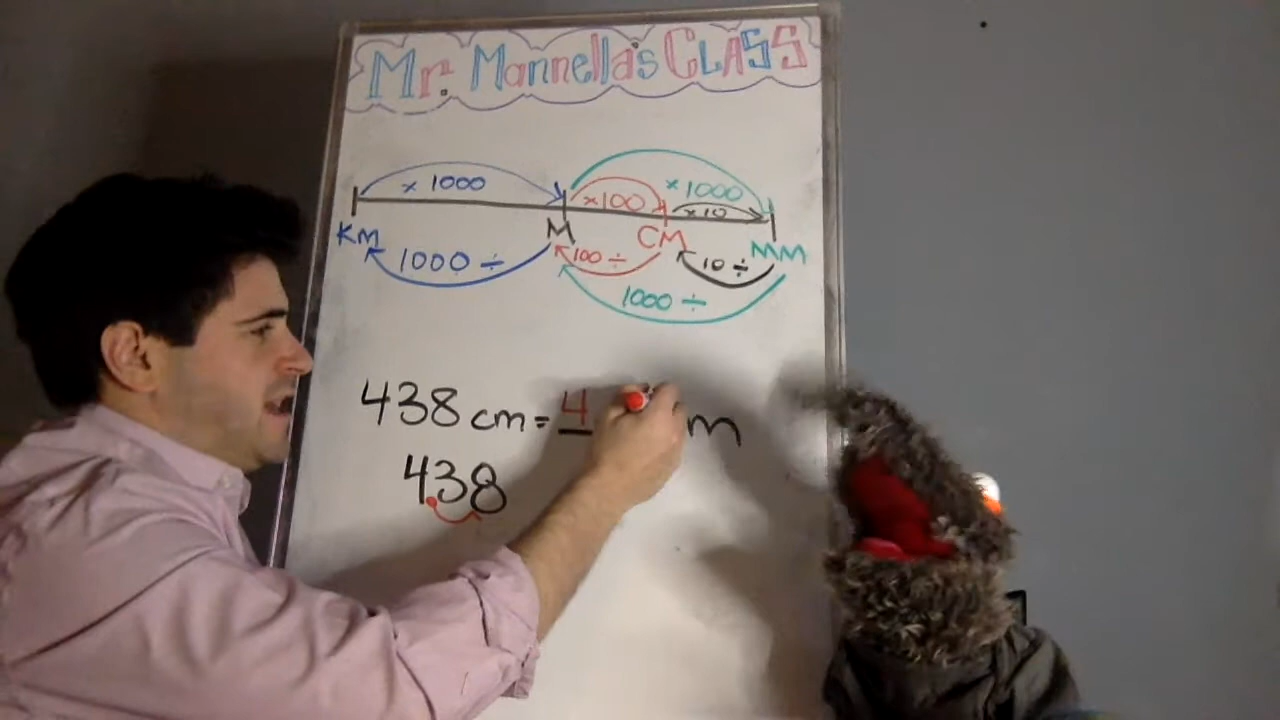 Mr. Mannella's CLASS
× 1000
×1000
×100
×10
KM
M
CM
MM
1000 ÷
100 ÷
10 ÷
1000 ÷
438 cm = 4 m
438